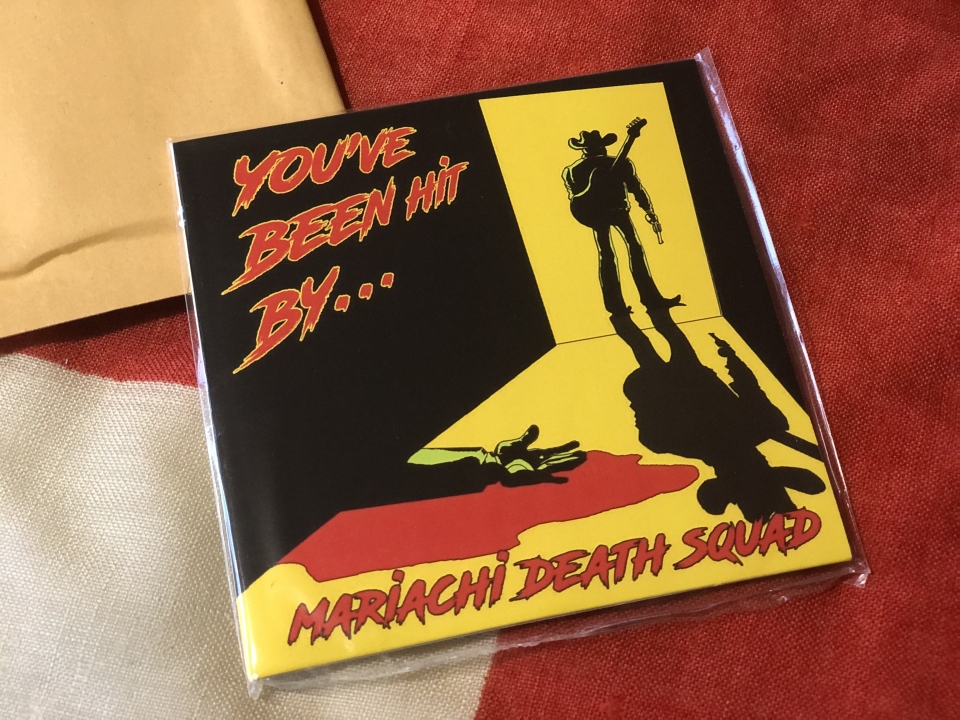 YOU'VE
BEEN HiT
BY...
MARiACHi DEATH SQUAD